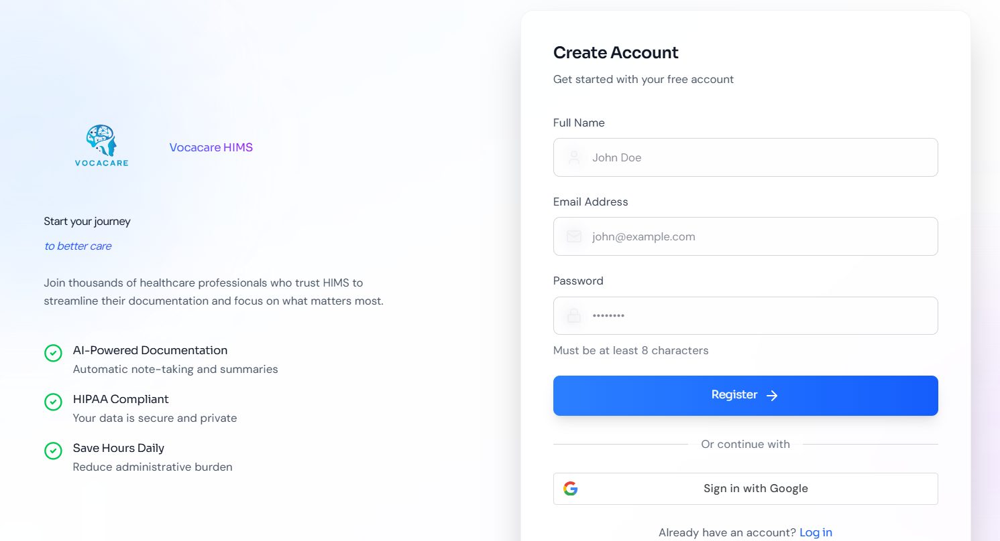 VOCACARE
Vocacare HIMS
Start your journey
to better care
Join thousands of healthcare professionals who trust HIMS to
streamline their documentation and focus on what matters most.
AI-Powered Documentation
Automatic note-taking and summaries
HIPAA Compliant
Your data is secure and private
Save Hours Daily
Reduce administrative burden
Create Account
Get started with your free account
Full Name
John Doe
Email Address
john@example.com
Password
••••••••
Must be at least 8 characters
Register →
Or continue with
Sign in with Google
Already have an account? Log in